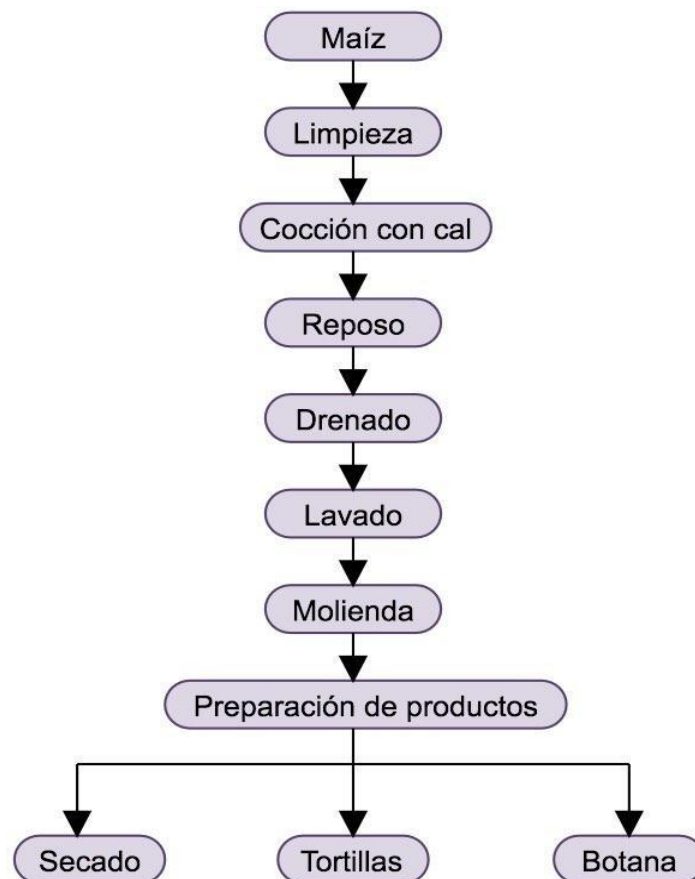 Maíz
Limpieza
Cocción con cal
Reposo
Drenado
Lavado
Molienda
Preparación de productos
Secado
Tortillas
Botana